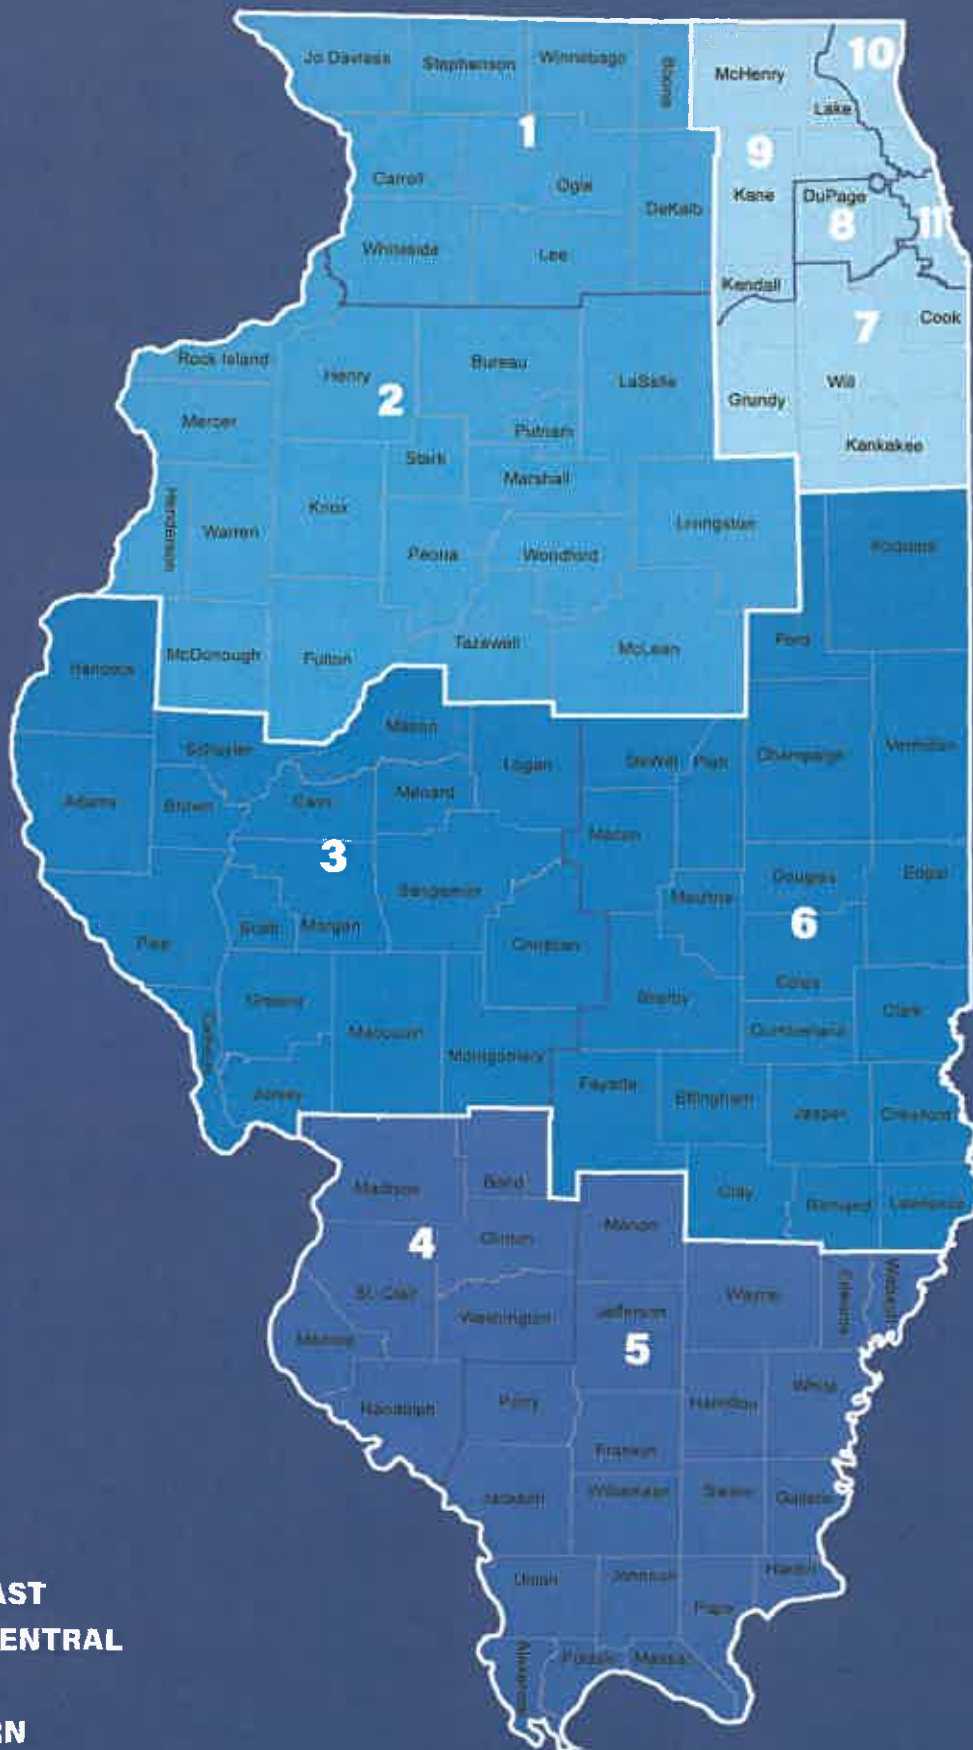 10
Jo Daviess
Stephenson
Winnebago
Boone
McHenry
Lake
1
9
Carroll
Ogle
Kane
DuPage
DeKalb
8
11
Whiteside
Lee
Kendall
Cook
7
Rock Island
Henry
Bureau
LaSalle
Will
2
Grundy
Mercer
Putnam
Kankakee
Stark
Marshall
Henderson
Warren
Knox
Livingston
Peoria
Woodford
Iroquois
McDonough
Fulton
Tazewell
McLean
Ford
Hancock
Mason
Schuyler
Logan
DeWitt
Piatt
Champaign
Vermilion
Adams
Brown
Cass
Menard
Macon
3
Sangamon
Douglas
Edgar
Moultrie
6
Pike
Scott
Morgan
Christian
Coles
Greene
Shelby
Clark
Calhoun
Macoupin
Montgomery
Cumberland
Jersey
Fayette
Effingham
Jasper
Crawford
Madison
Bond
Clay
Richland
Lawrence
4
Clinton
Marion
St. Clair
Washington
Jefferson
Wayne
Edwards
Wabash
Monroe
5
Randolph
Perry
Hamilton
White
Franklin
Jackson
Williamson
Saline
Gallatin
Union
Johnson
Pope
Hardin
Alexander
Pulaski
Massac
AST
ENTRAL
RN